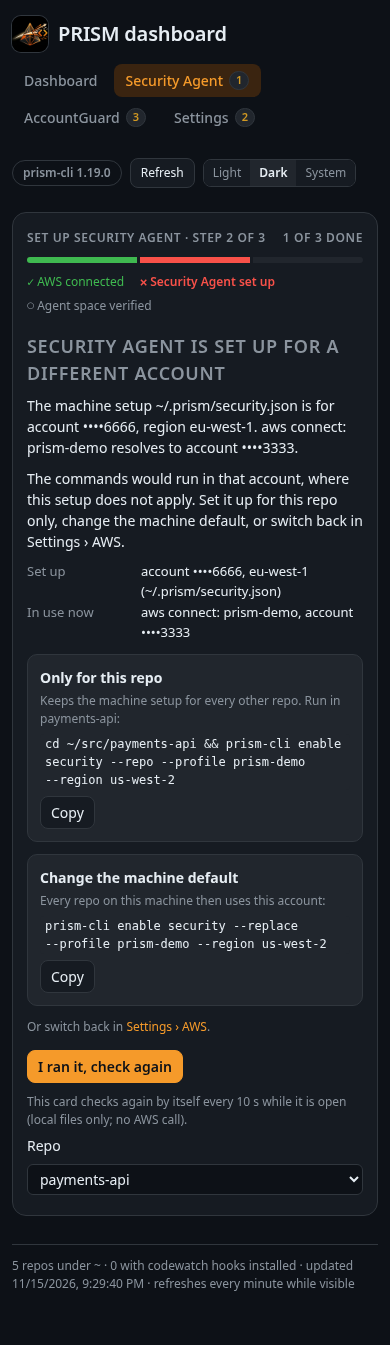 PRISM dashboard
Dashboard
Security Agent 1
AccountGuard 3
Settings 2
prism-cli 1.19.0
Refresh
Light
Dark
System
SET UP SECURITY AGENT · STEP 2 OF 3
1 OF 3 DONE
✓ AWS connected
✕ Security Agent set up
○ Agent space verified
SECURITY AGENT IS SET UP FOR A
DIFFERENT ACCOUNT
The machine setup ~/.prism/security.json is for
account ••••6666, region eu-west-1. aws connect:
prism-demo resolves to account ••••3333.
The commands would run in that account, where
this setup does not apply. Set it up for this repo
only, change the machine default, or switch back in
Settings › AWS.
Set up
account ••••6666, eu-west-1
(~/.prism/security.json)
In use now
aws connect: prism-demo, account
••••3333
Only for this repo
Keeps the machine setup for every other repo. Run in
payments-api:
cd ~/src/payments-api && prism-cli enable
security --repo --profile prism-demo
--region us-west-2
Copy
Change the machine default
Every repo on this machine then uses this account:
prism-cli enable security --replace
--profile prism-demo --region us-west-2
Copy
Or switch back in Settings › AWS.
I ran it, check again
This card checks again by itself every 10 s while it is open
(local files only; no AWS call).
Repo
payments-api
5 repos under ~ · 0 with codewatch hooks installed · updated
11/15/2026, 9:29:40 PM · refreshes every minute while visible